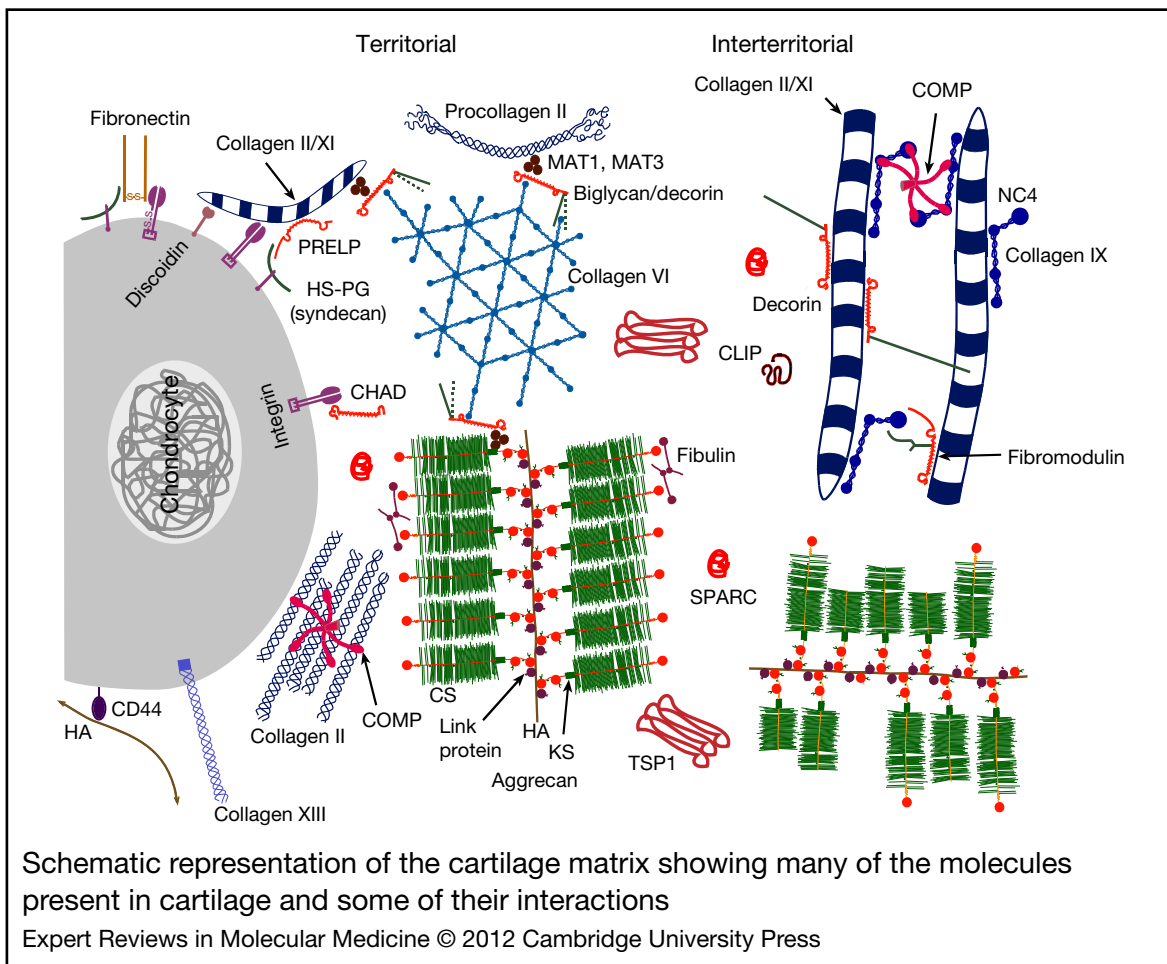 Territorial
Interterritorial
Collagen II/XI
COMP
Procollagen II
Fibronectin
Collagen II/XI
MAT1, MAT3
Biglycan/decorin
NC4
S-S
S-S
PRELP
Discoidin
HS-PG
(syndecan)
Collagen VI
Collagen IX
Decorin
CLIP
Chondrocyte
Integrin
CHAD
Fibulin
Fibromodulin
SPARC
CS
COMP
Link
protein
HA
KS
Aggrecan
TSP1
CD44
HA
Collagen II
Collagen XIII
Schematic representation of the cartilage matrix showing many of the molecules
present in cartilage and some of their interactions
Expert Reviews in Molecular Medicine © 2012 Cambridge University Press